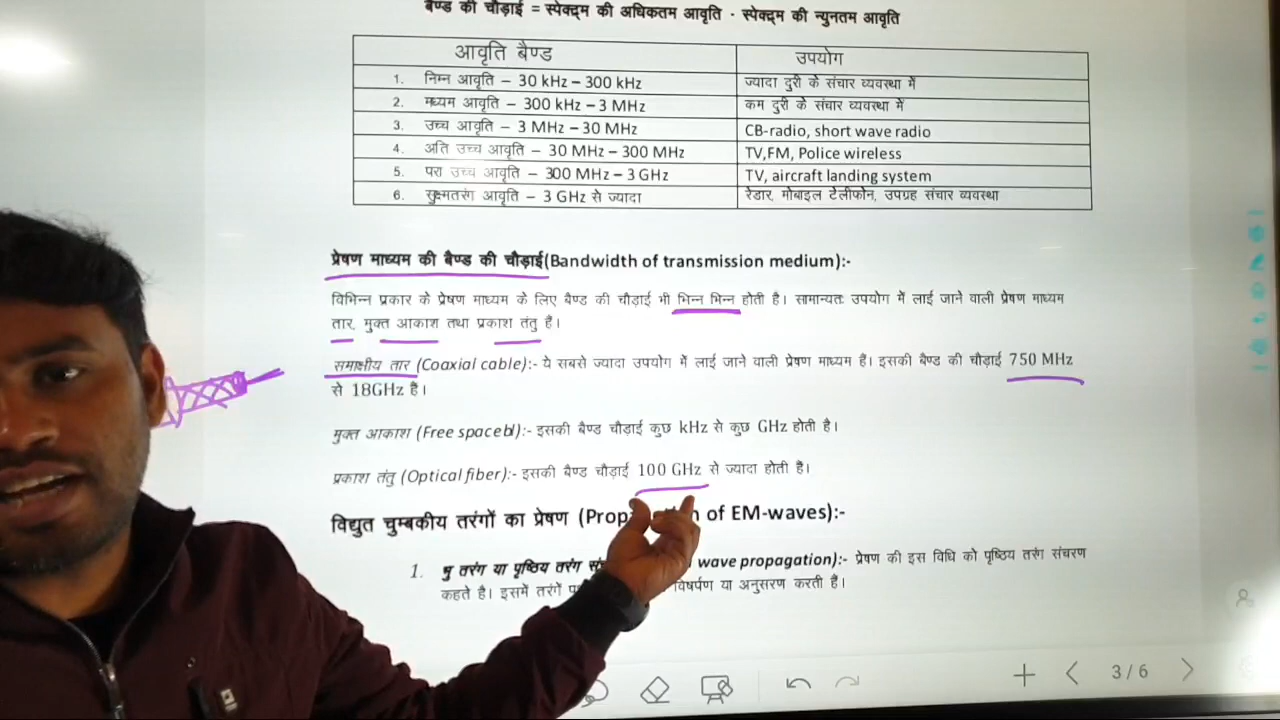 बैण्ड की चौड़ाई = स्पेक्ट्रम की अधिकतम आवृति - स्पेक्ट्रम की न्युनतम आवृति
आवृति बैण्ड उपयोग
1. निम्न आवृति – 30 kHz – 300 kHz ज्यादा दुरी के संचार व्यवस्था में
2. मध्यम आवृति – 300 kHz – 3 MHz कम दुरी के संचार व्यवस्था में
3. उच्च आवृति – 3 MHz – 30 MHz CB-radio, short wave radio
4. अति उच्च आवृति – 30 MHz – 300 MHz TV,FM, Police wireless
5. परा उच्च आवृति – 300 MHz – 3 GHz TV, aircraft landing system
6. सुक्ष्मतरंग आवृति – 3 GHz से ज्यादा रेडार, मोबाइल टेलीफोन, उपग्रह संचार व्यवस्था
प्रेषण माध्यम की बैण्ड की चौड़ाई(Bandwidth of transmission medium):-
विभिन्न प्रकार के प्रेषण माध्यम के लिए बैण्ड की चौड़ाई भी भिन्न भिन्न होती है। सामान्यतः उपयोग में लाई जाने वाली प्रेषण माध्यम
तार, मुक्त आकाश तथा प्रकाश तंतु हैं।
समाक्षीय तार (Coaxial cable):- ये सबसे ज्यादा उपयोग में लाई जाने वाली प्रेषण माध्यम हैं। इसकी बैण्ड की चौड़ाई 750 MHz
से 18GHz है।
मुक्त आकाश (Free spacebl):- इसकी बैण्ड चौड़ाई कुछ kHz से कुछ GHz होती है।
प्रकाश तंतु (Optical fiber):- इसकी बैण्ड चौड़ाई 100 GHz से ज्यादा होती हैं।
विद्युत चुम्बकीय तरंगों का प्रेषण (Prop of EM-waves):-
1. भु तरंग या पृष्ठिय तरंग wave propagation):- प्रेषण की इस विधि को पृष्ठिय तरंग संचरण
कहते है। इसमें तरंगें विषर्पण या अनुसरण करती हैं।
3/6